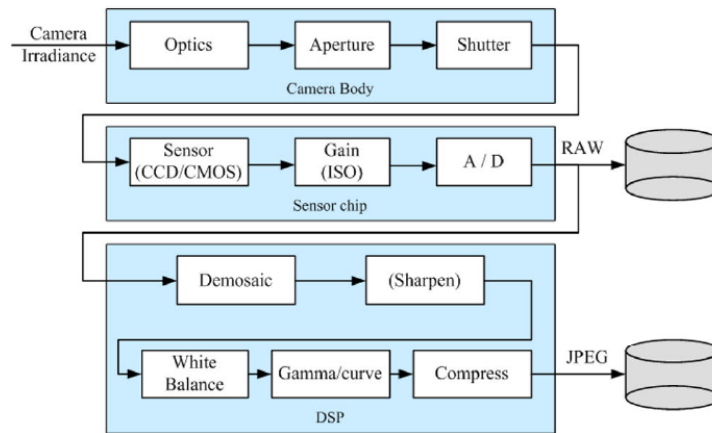 Camera
Irradiance
Optics
Aperture
Shutter
Camera Body
Sensor
(CCD/CMOS)
Gain
(ISO)
A / D
RAW
Sensor chip
Demosaic
(Sharpen)
White
Balance
Gamma/curve
Compress
JPEG
DSP